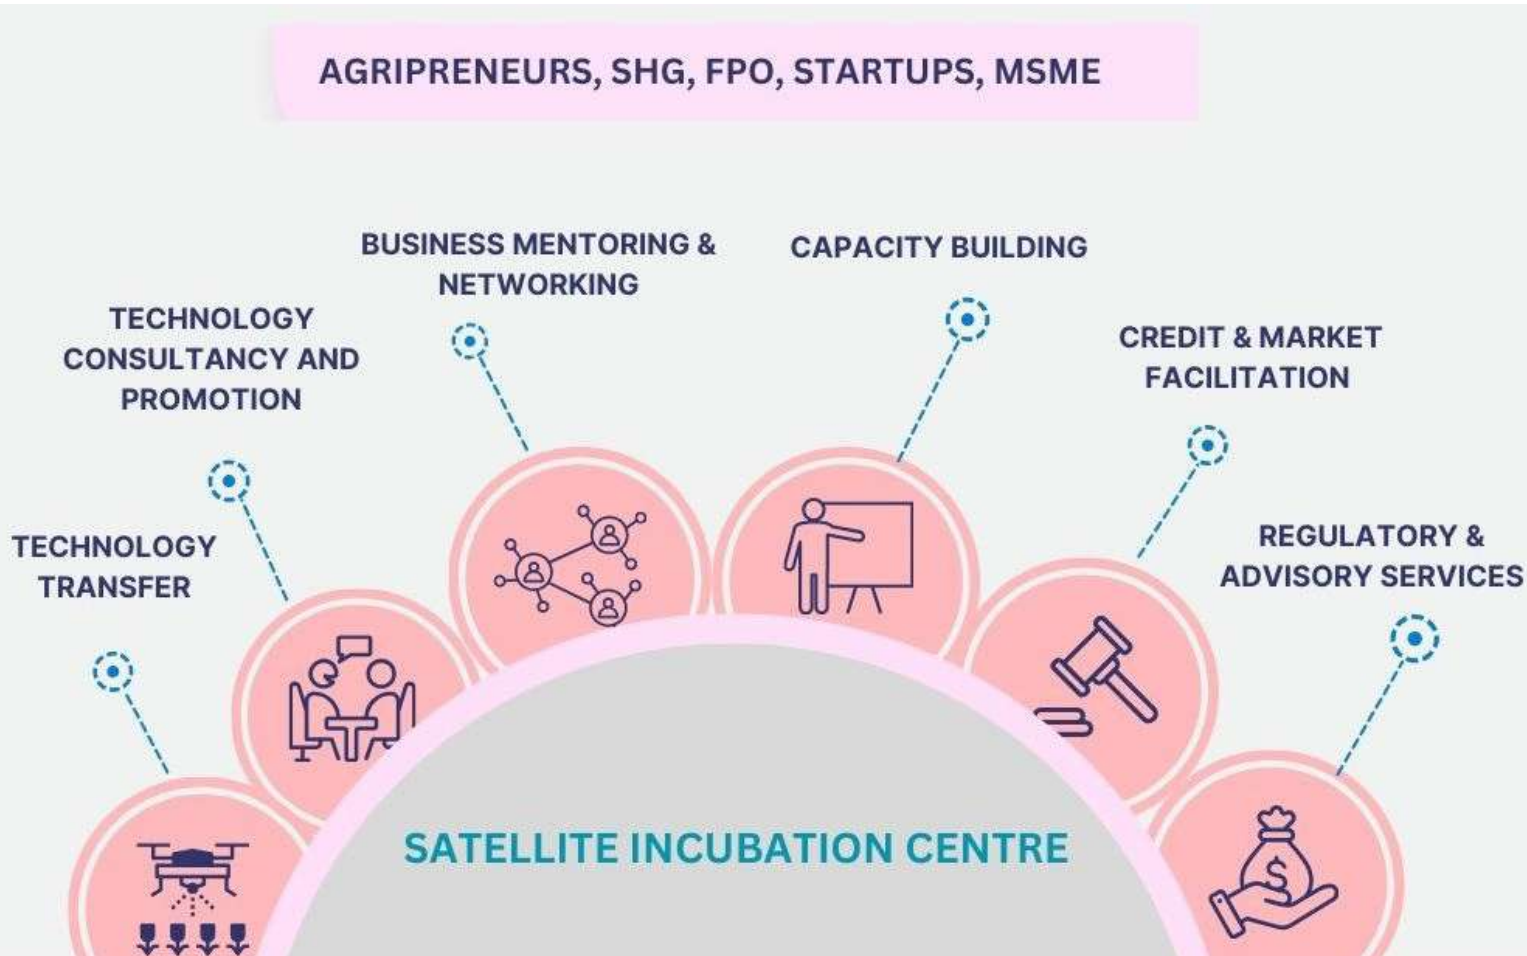 AGRIPRENEURS, SHG, FPO, STARTUPS, MSME
BUSINESS MENTORING &
NETWORKING
CAPACITY BUILDING
TECHNOLOGY
CONSULTANCY AND
PROMOTION
CREDIT & MARKET
FACILITATION
TECHNOLOGY
TRANSFER
REGULATORY &
ADVISORY SERVICES
SATELLITE INCUBATION CENTRE
$